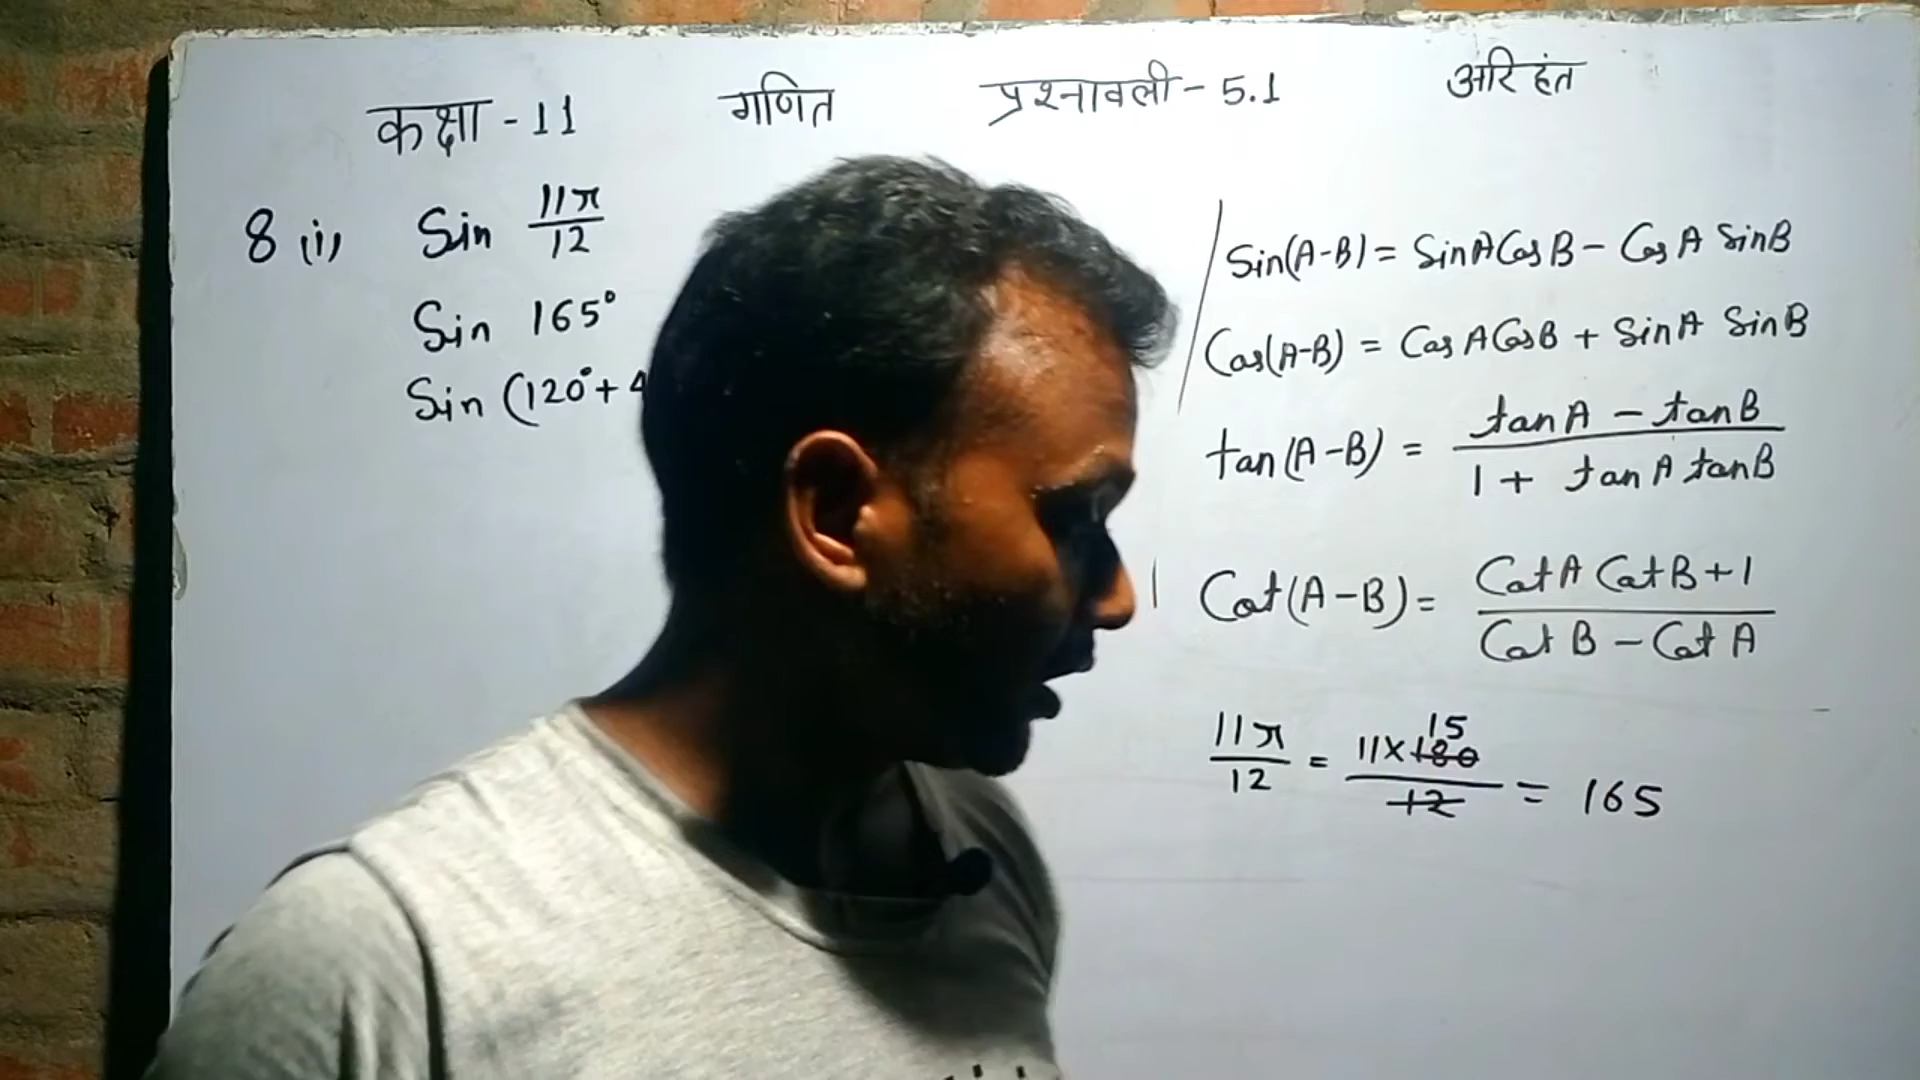 कक्षा - 11 गणित प्रश्नावली - 5.1 अरिहंत
8 (i) Sin 11π/12
Sin 165°
Sin (120° + 4
Sin(A-B) = SinA CosB - CosA SinB
Cos(A-B) = CosA CosB + SinA SinB
tan(A-B) = tanA - tanB / 1 + tanA tanB
Cot(A-B) = CotA CotB + 1 / CotB - CotA
11π/12 = 11 x 180 15 / 12 = 165